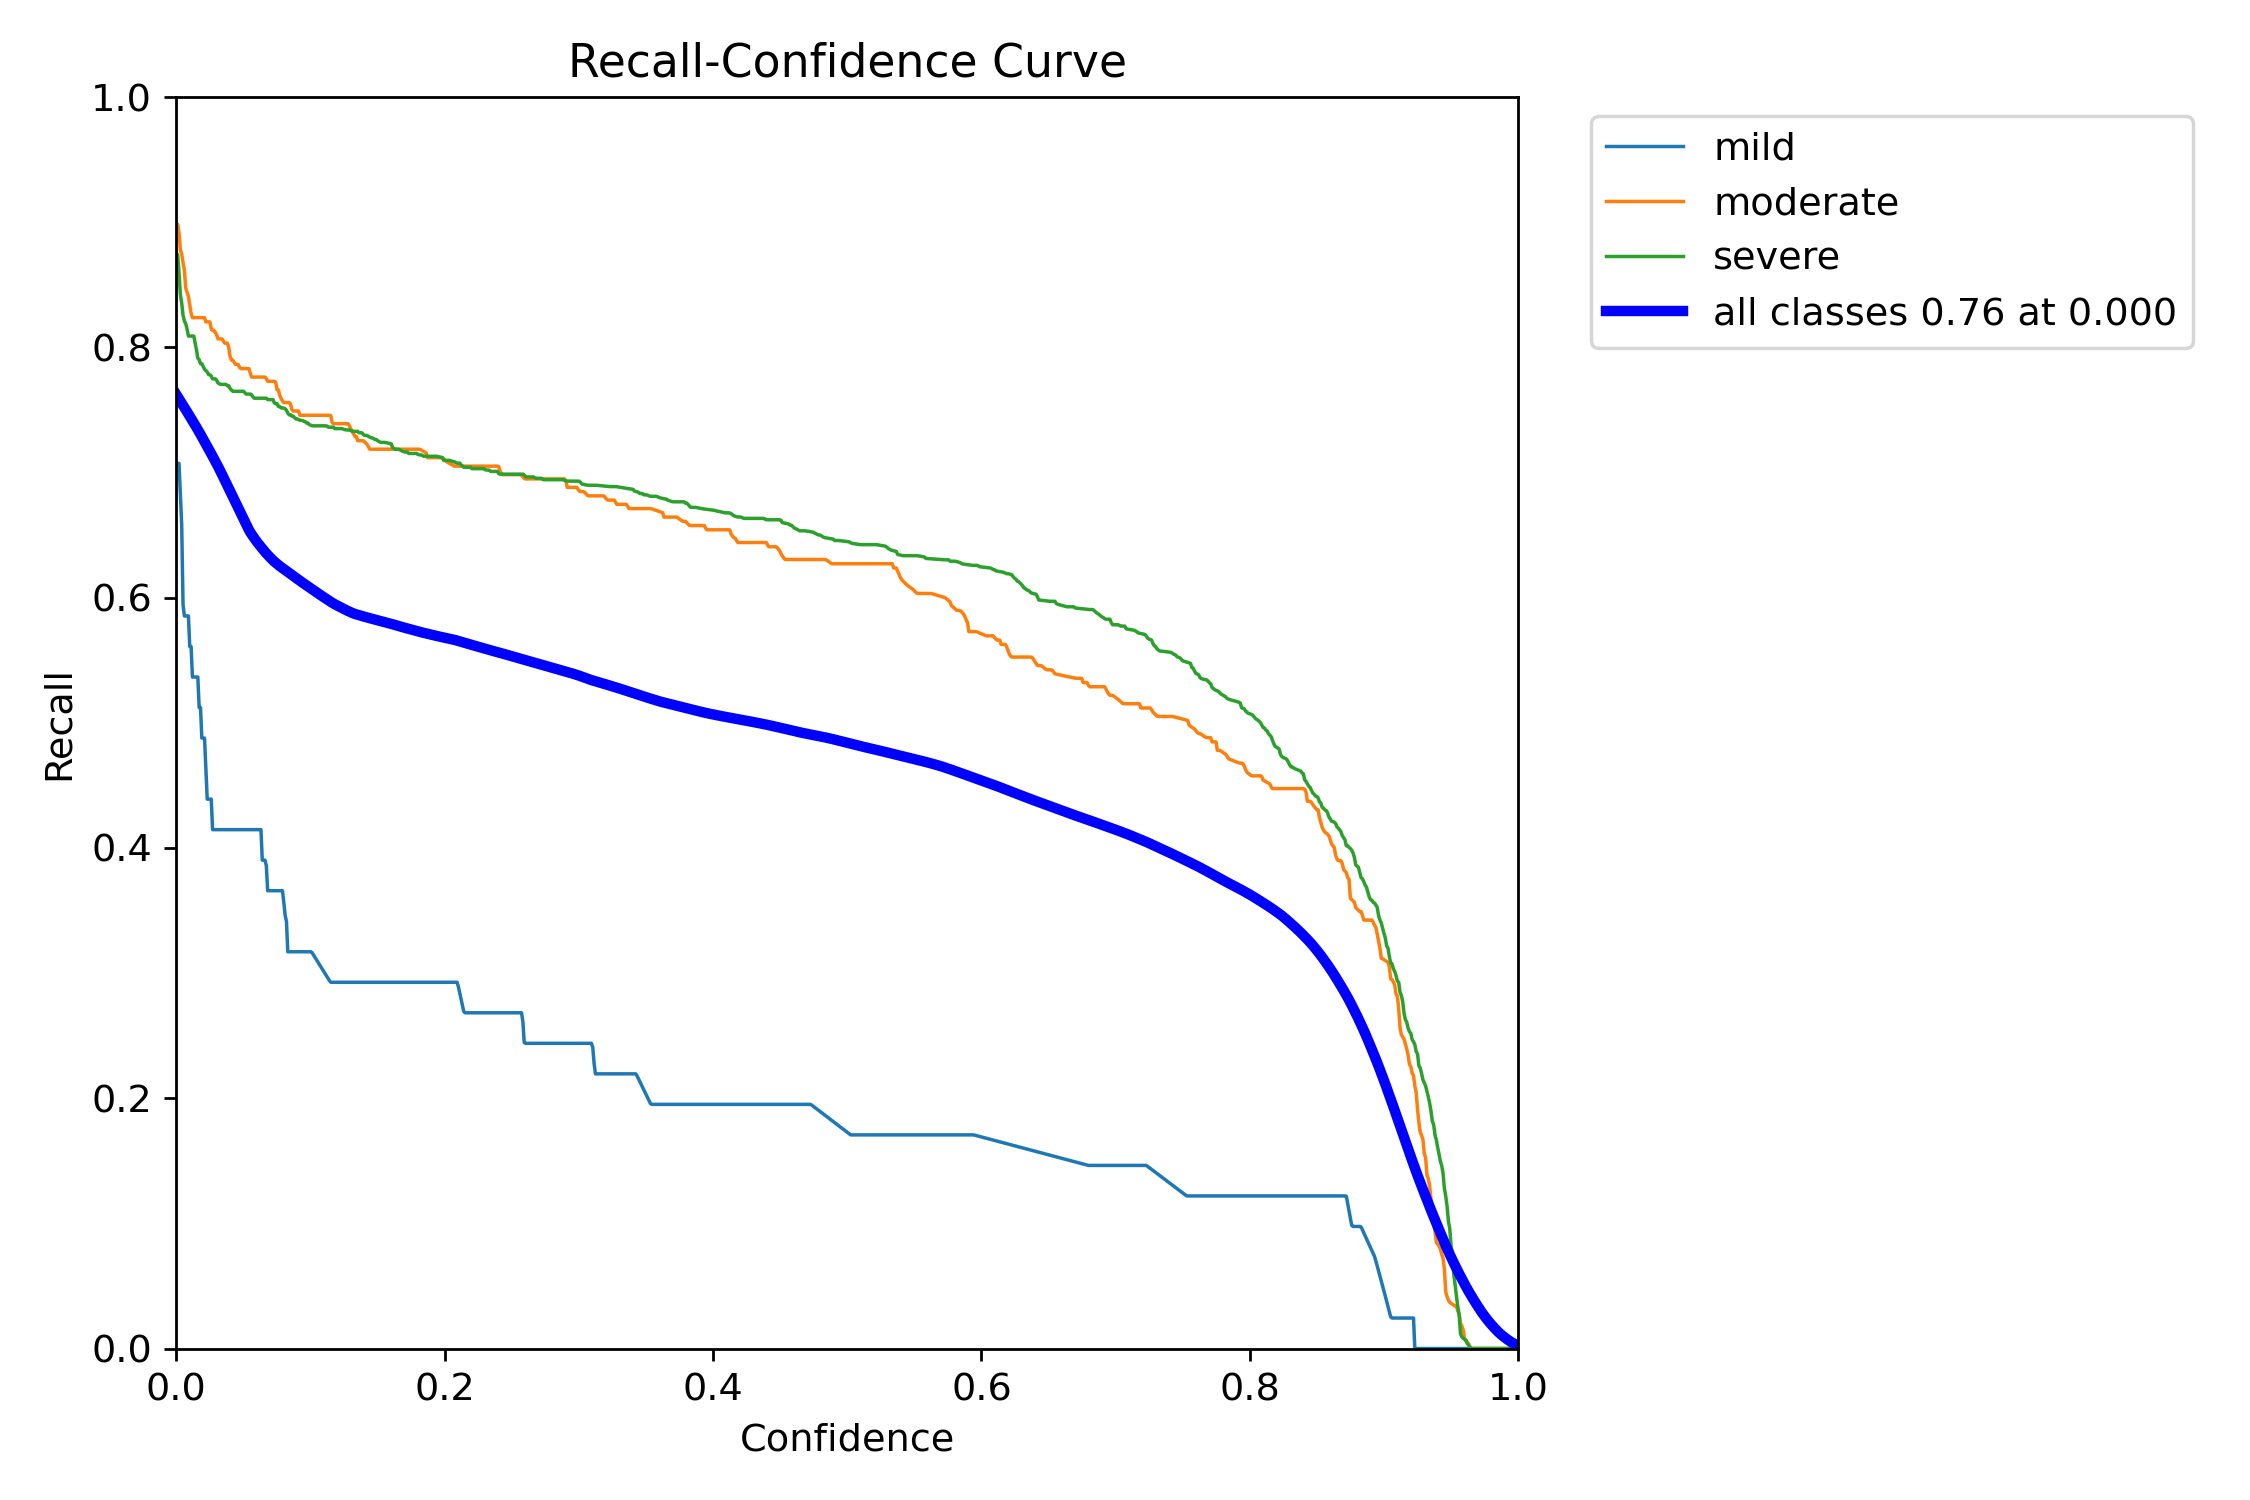 Recall-Confidence Curve
1.0
0.8
0.6
0.4
0.2
0.0
Recall
0.0 0.2 0.4 0.6 0.8 1.0
Confidence
mild
moderate
severe
all classes 0.76 at 0.000